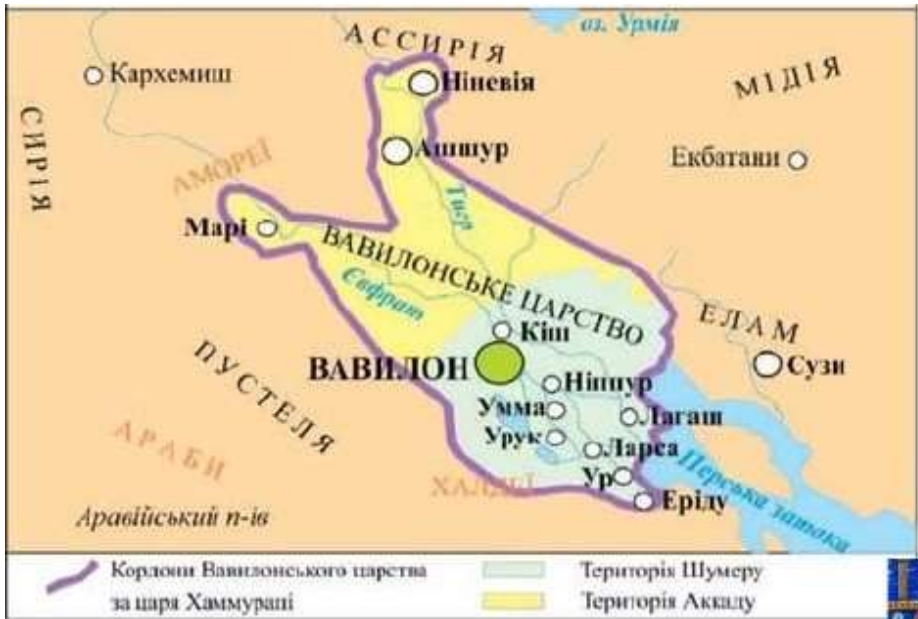 оз. Урмія
АССИРІЯ
Кархемиш
Ніневія
МІДІЯ
СИРІЯ
Ашшур
Екбатани
АМОРЕЇ
Тигр
Марі
ВАВИЛОНСЬКЕ ЦАРСТВО
Євфрат
ЕЛАМ
Кіш
ВАВИЛОН
Сузи
ПУСТЕЛЯ
Ніппур
Умма
Лагаш
Урук
Ларса
АРАБИ
ХАЛДЕЇ
Ур
Еріду
Перська затока
Аравійський п-ів
Кордони Вавилонського царства
за царя Хаммурапі
Територія Шумеру
Територія Аккаду